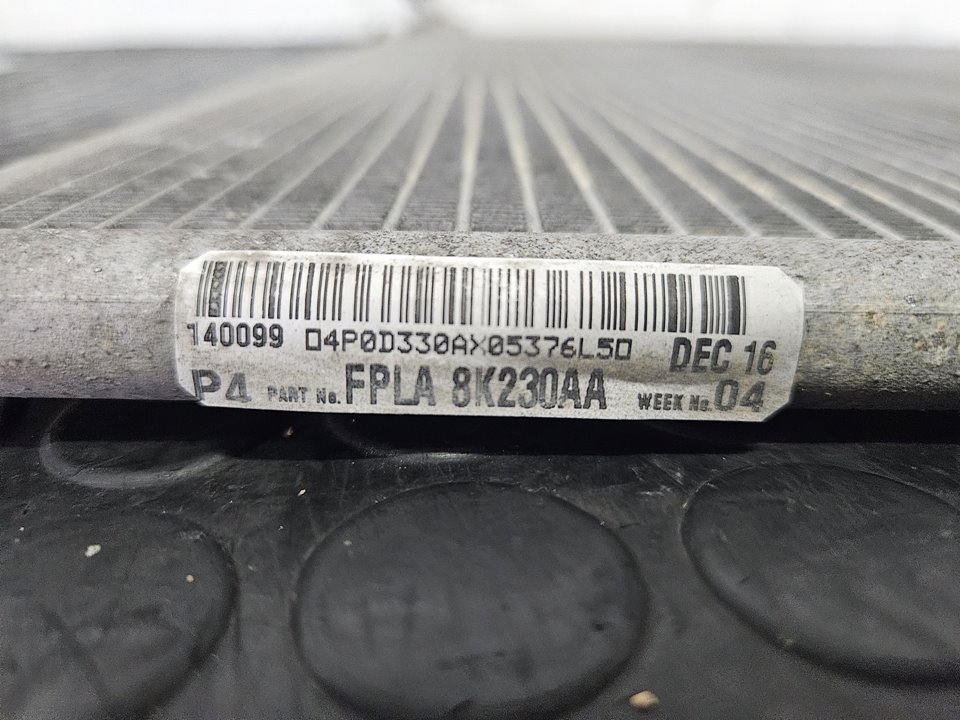 140099 04P0D330AX05376L50 DEC 16
P4 PART No. FPLA 8K230AA WEEK No. 04